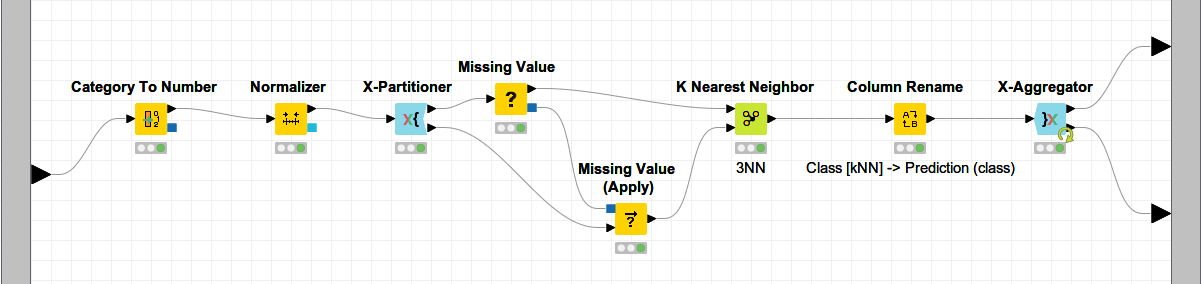 Missing Value
Category To Number
Normalizer
X-Partitioner
K Nearest Neighbor
Column Rename
X-Aggregator
Missing Value
(Apply)
3NN
Class [kNN] -> Prediction (class)